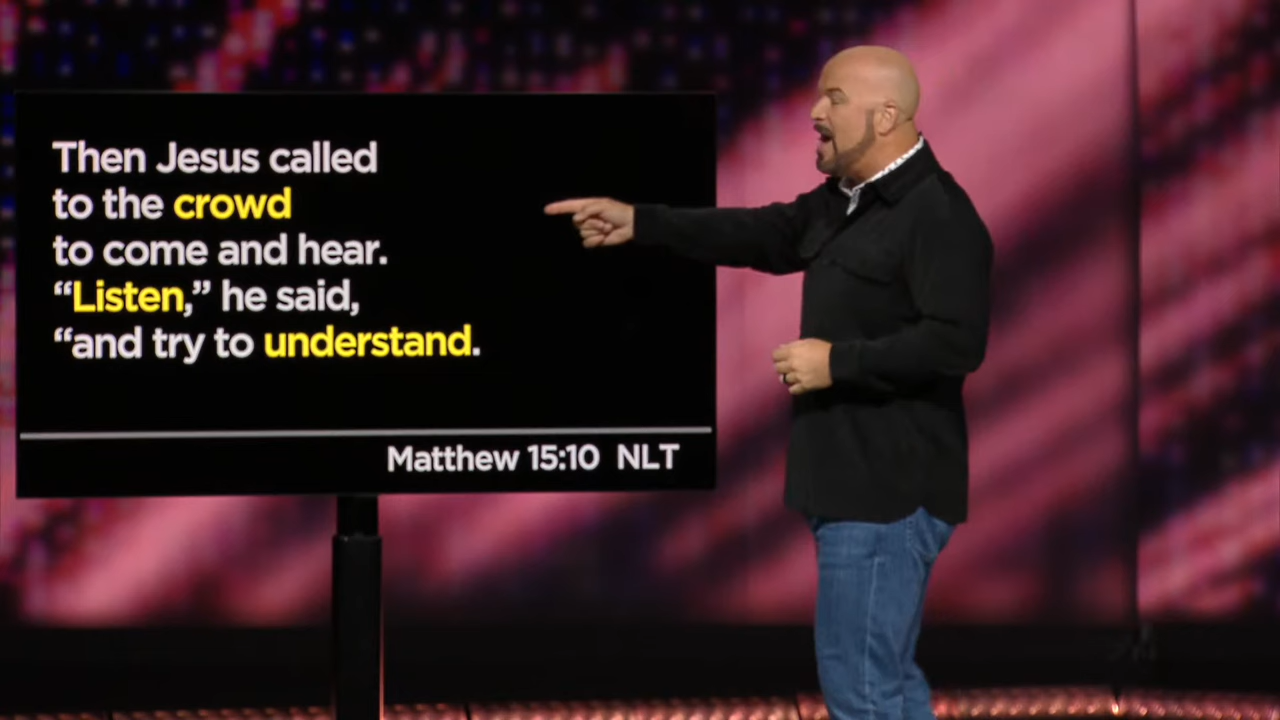 Then Jesus called
to the crowd
to come and hear.
“Listen,” he said,
“and try to understand.
Matthew 15:10 NLT